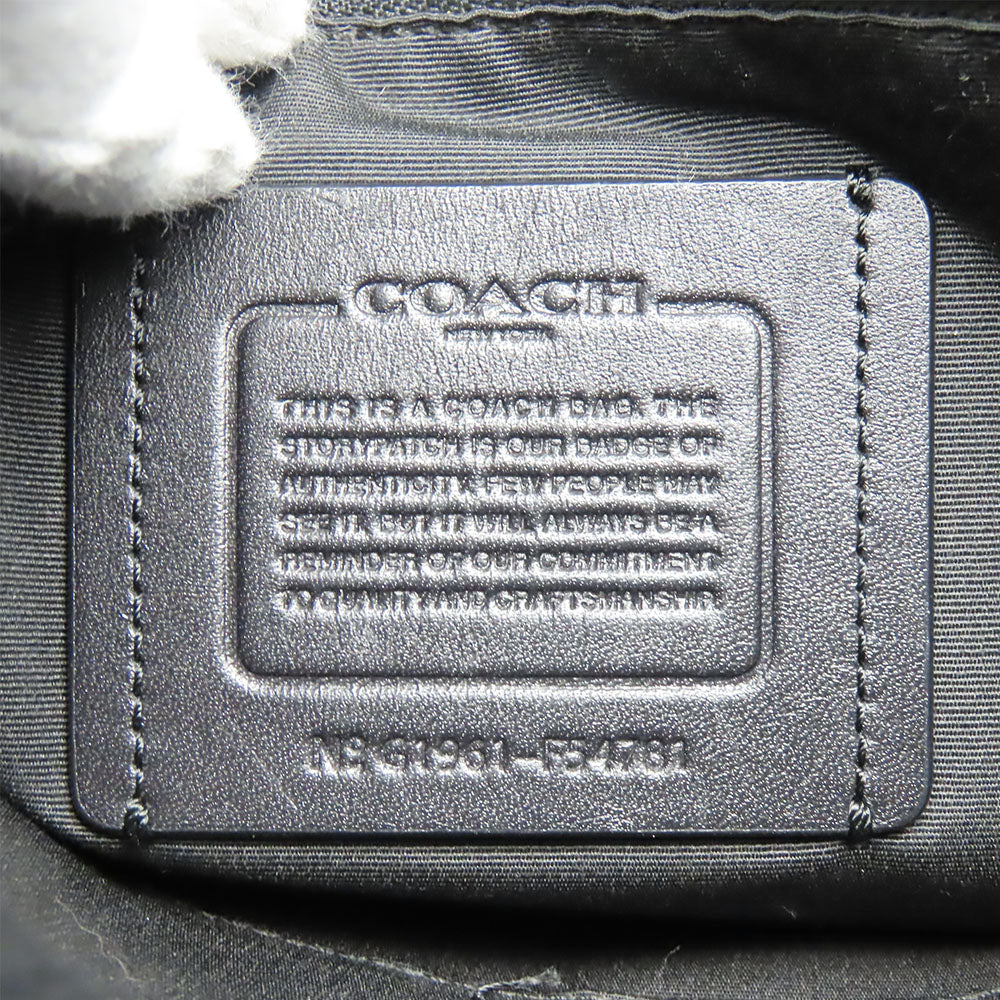 COACH
NEW YORK
THIS IS A COACH BAG. THE
STORYPATCH IS OUR BADGE OF
AUTHENTICITY. FEW PEOPLE MAY
SEE IT, BUT IT WILL ALWAYS BE A
REMINDER OF OUR COMMITMENT
TO QUALITY AND CRAFTSMANSHIP.
Nº G1961-F54781